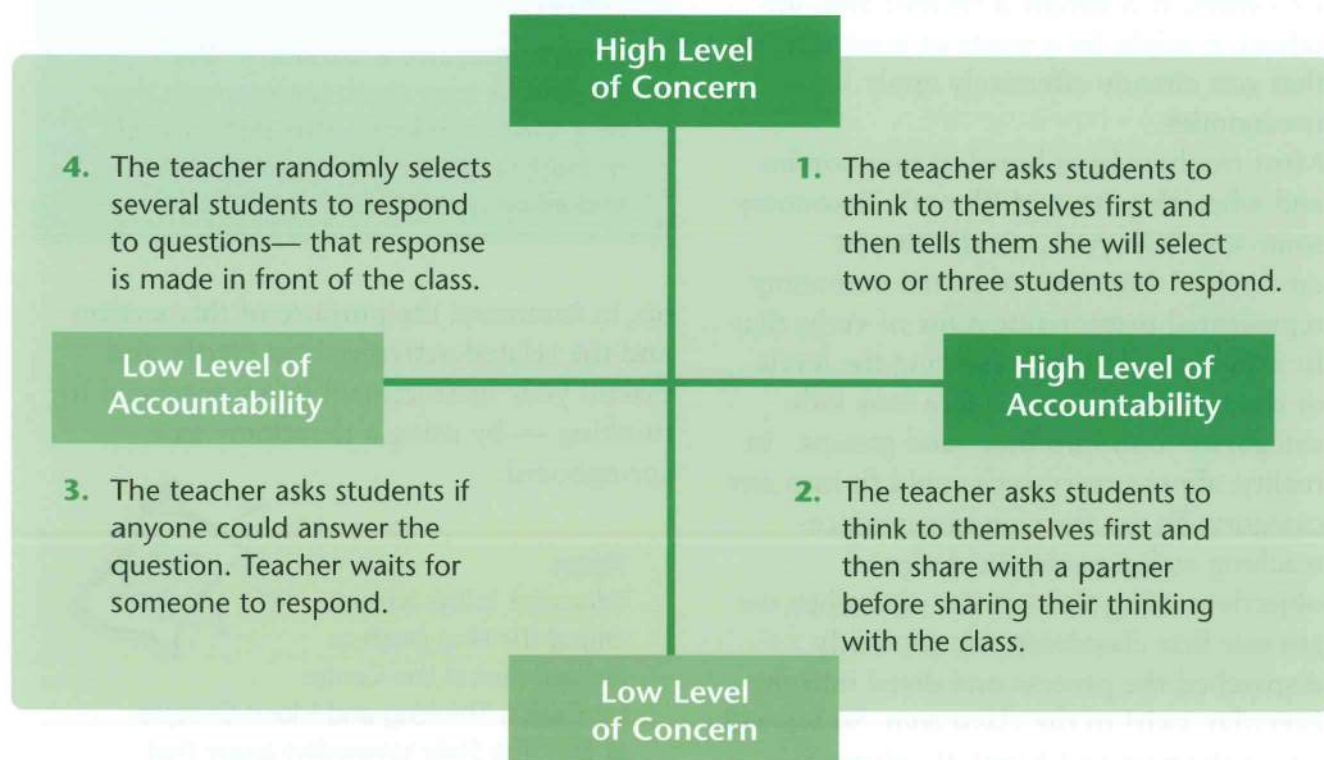 High Level
of Concern
4. The teacher randomly selects
several students to respond
to questions— that response
is made in front of the class.
1. The teacher asks students to
think to themselves first and
then tells them she will select
two or three students to respond.
Low Level of
Accountability
High Level of
Accountability
3. The teacher asks students if
anyone could answer the
question. Teacher waits for
someone to respond.
2. The teacher asks students to
think to themselves first and
then share with a partner
before sharing their thinking
with the class.
Low Level
of Concern